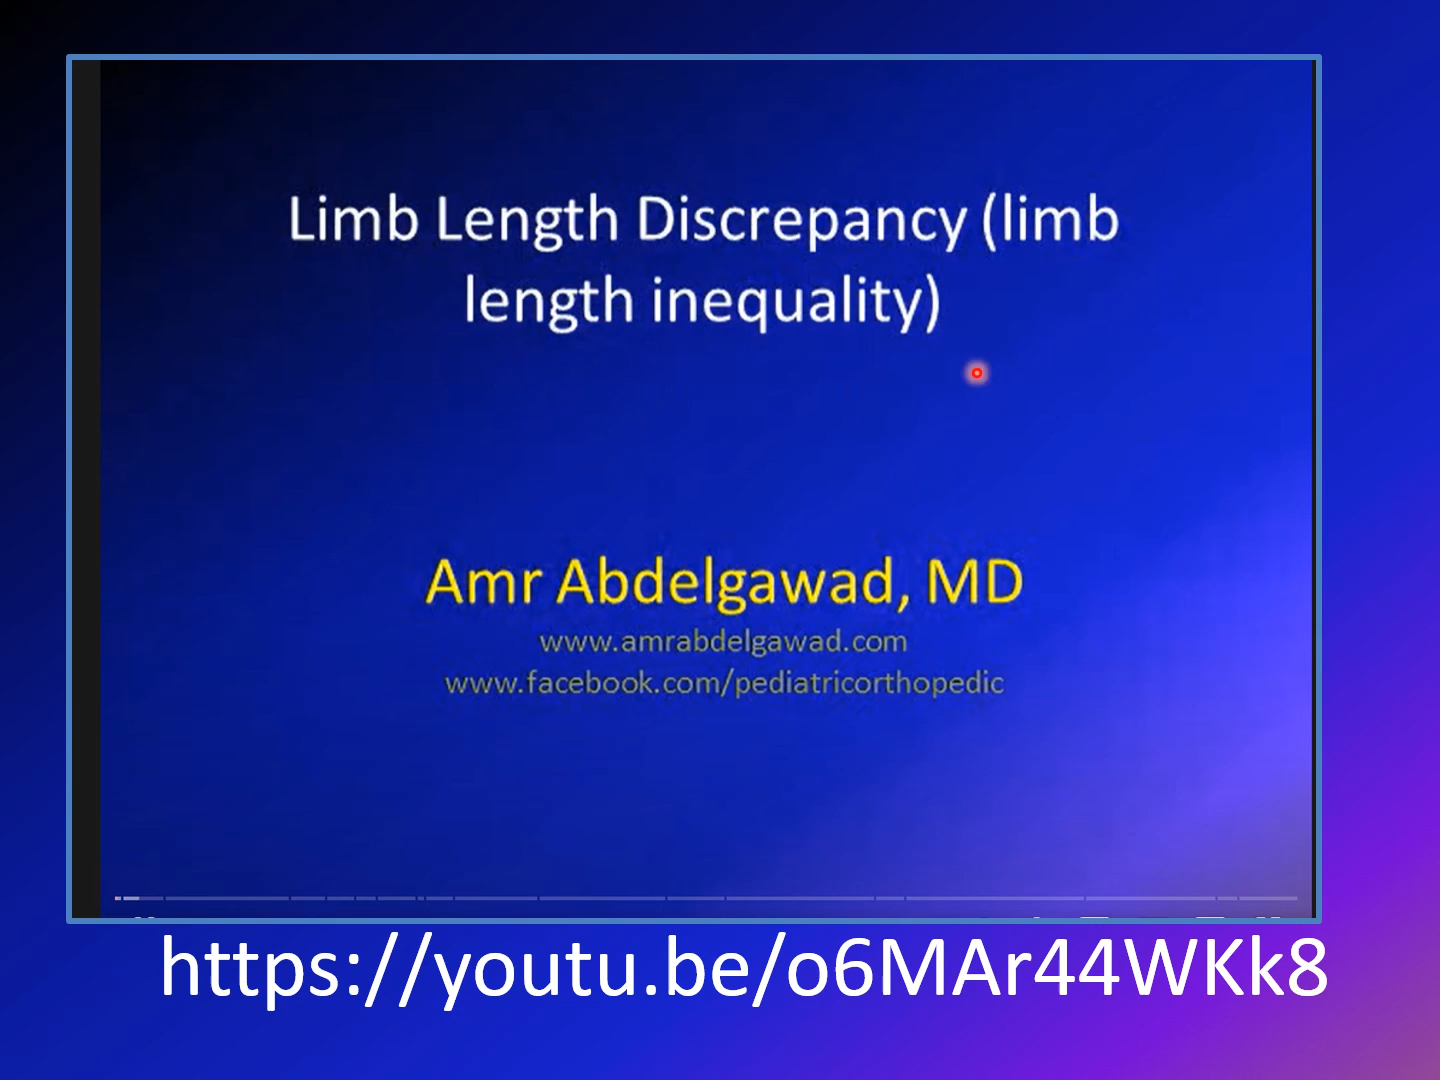 Limb Length Discrepancy (limb
length inequality)
Amr Abdelgawad, MD
www.amrabdelgawad.com
www.facebook.com/pediatricorthopedic
https://youtu.be/o6MAr44WKk8